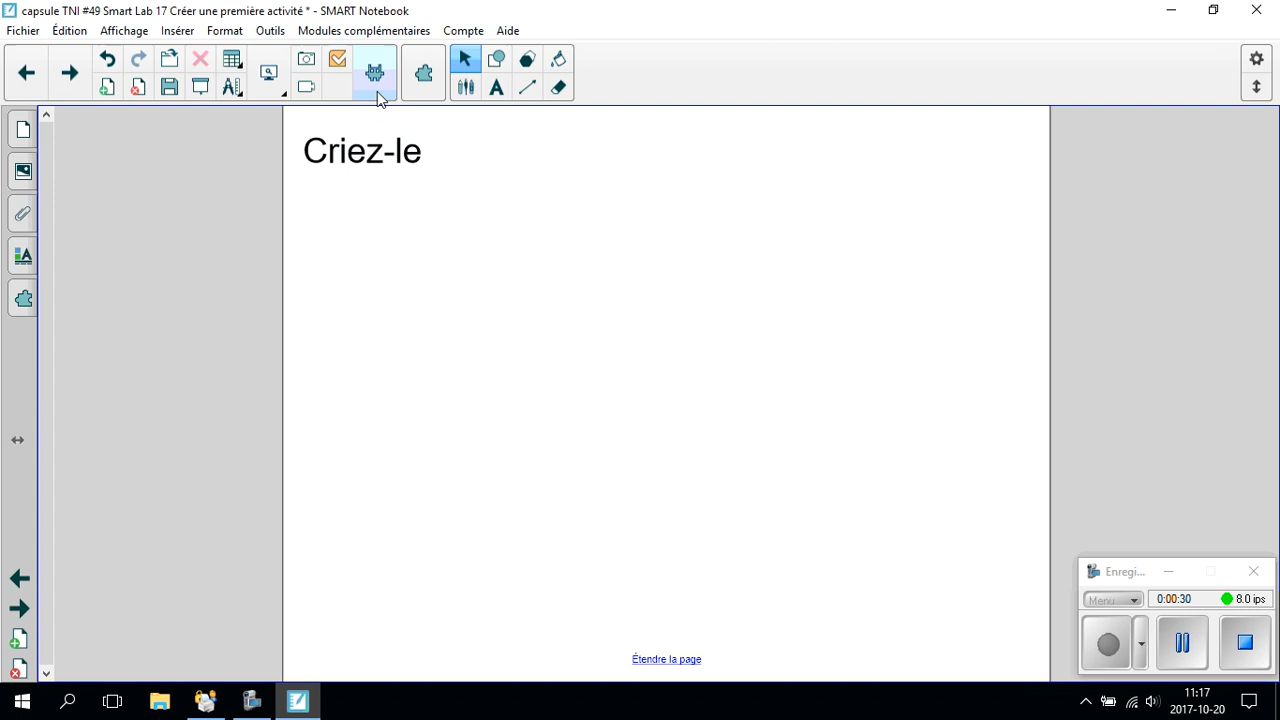 capsule TNI #49 Smart Lab 17 Créer une première activité * - SMART Notebook
Fichier Édition Affichage Insérer Format Outils Modules complémentaires Compte Aide
Criez-le
Étendre la page
Enregi...
Menu 0:00:30 8.0 ips
11:17
2017-10-20